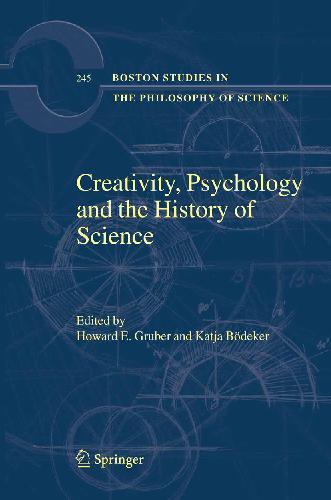 245 BOSTON STUDIES IN
THE PHILOSOPHY OF SCIENCE
Creativity, Psychology
and the History of
Science
Edited by
Howard E. Gruber and Katja Bödeker
Springer